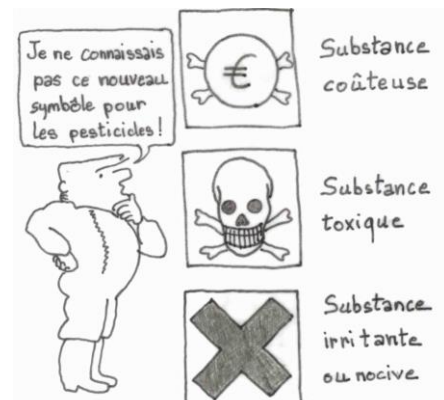 Je ne connaissais
pas ce nouveau
symbôle pour
les pesticides !
€
Substance
coûteuse
Substance
toxique
Substance
irritante
ou nocive